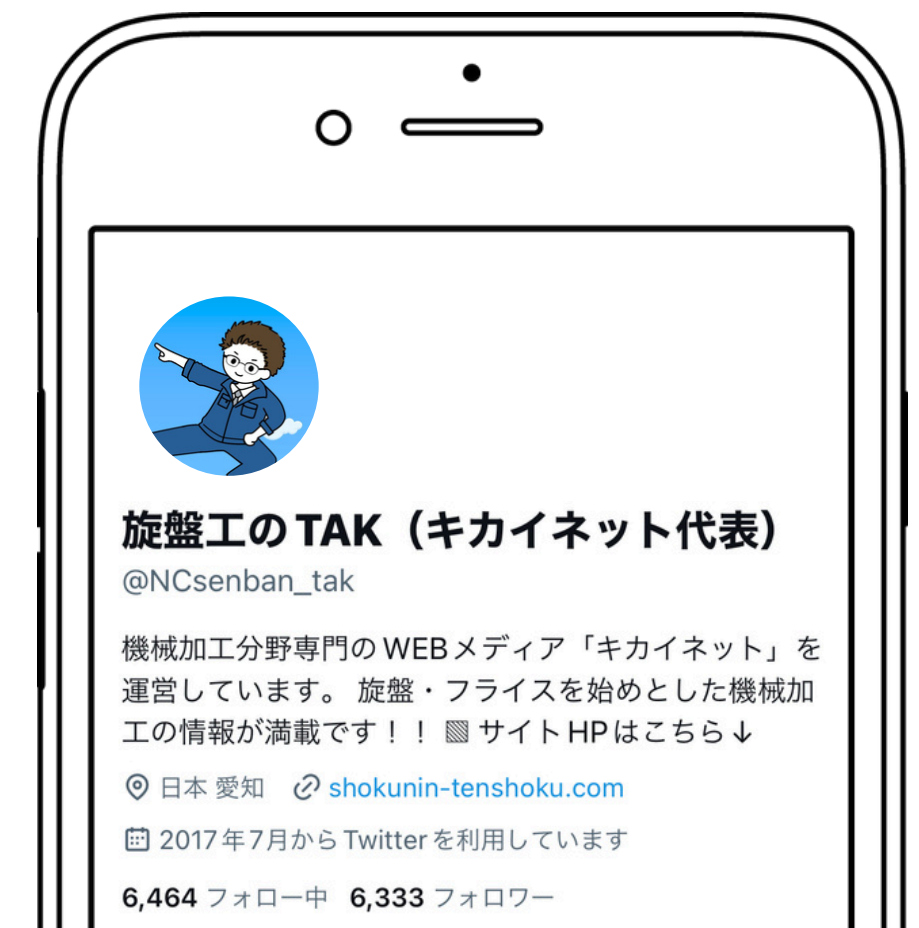 旋盤工のTAK（キカイネット代表）
@NCsenban_tak
機械加工分野専門のWEBメディア「キカイネット」を
運営しています。 旋盤・フライスを始めとした機械加
工の情報が満載です！！ ▧ サイトHPはこちら↓
日本 愛知 shokunin-tenshoku.com
2017年7月からTwitterを利用しています
6,464 フォロー中 6,333 フォロワー